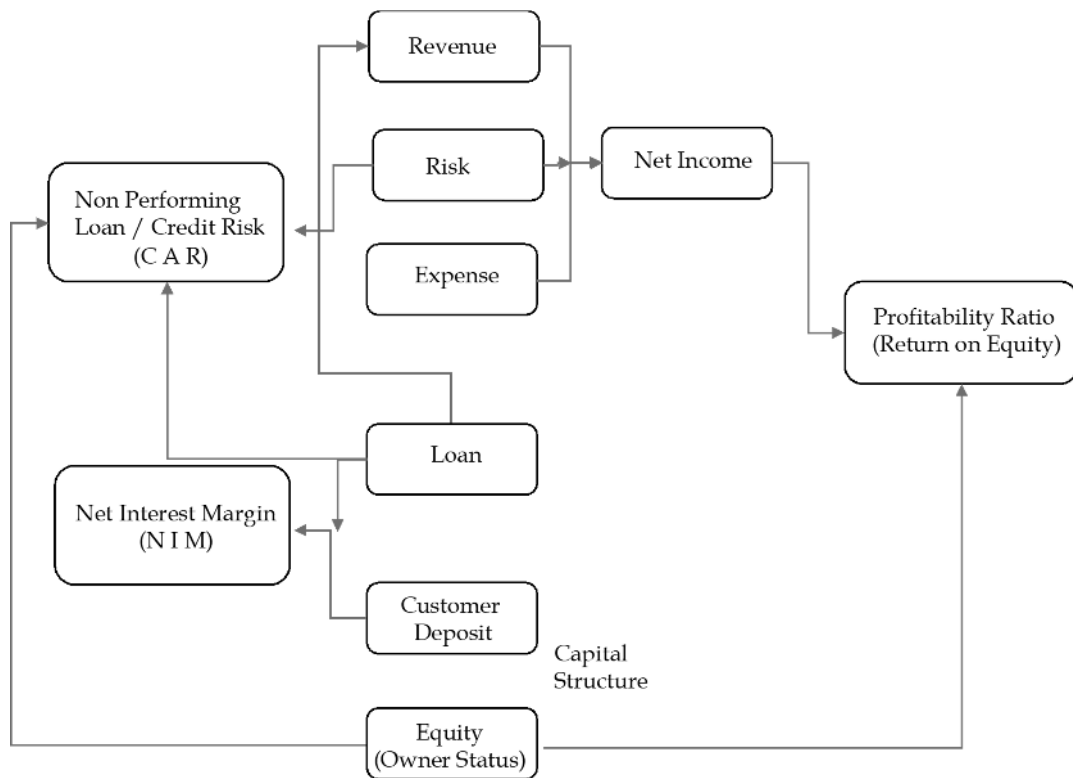 Revenue
Risk
Net Income
Non Performing
Loan / Credit Risk
(C A R)
Expense
Profitability Ratio
(Return on Equity)
Loan
Net Interest Margin
(N I M)
Customer
Deposit
Capital
Structure
Equity
(Owner Status)